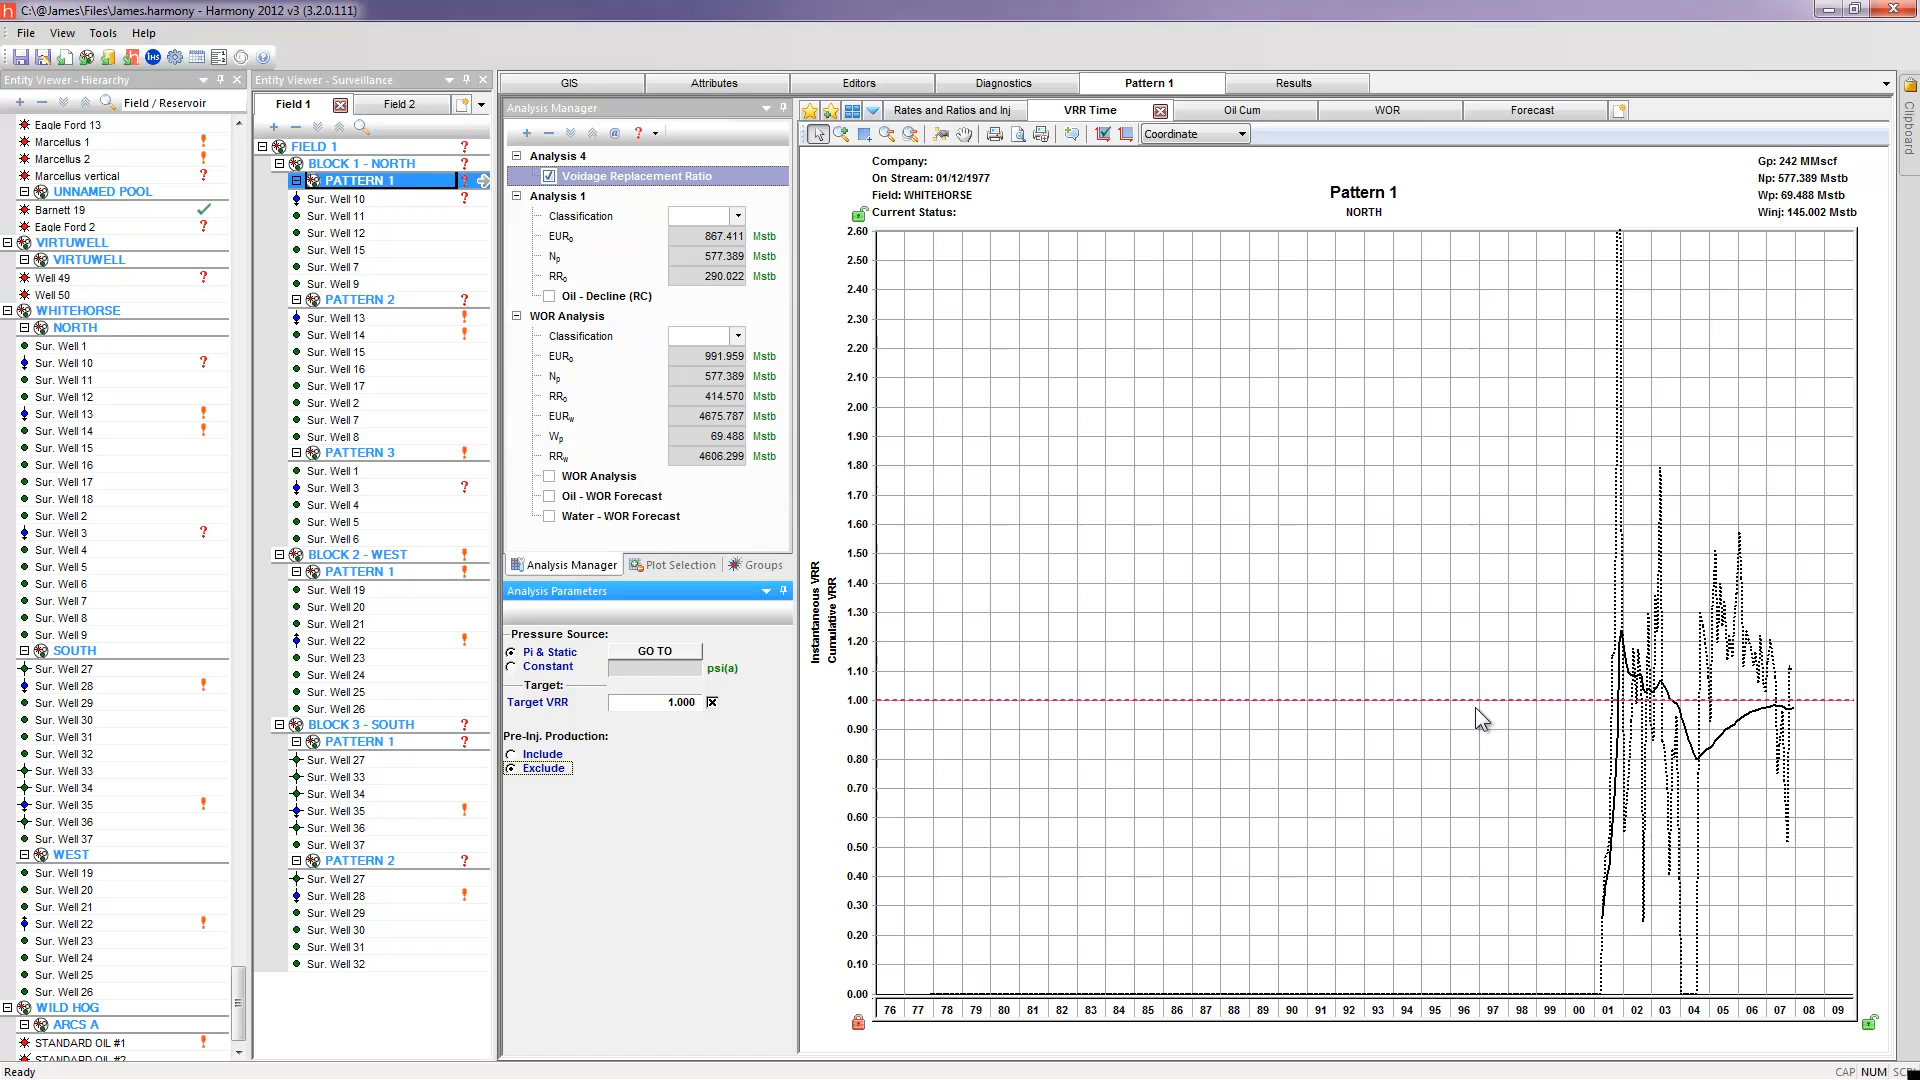 C:\@James\Files\James.harmony - Harmony 2012 v3 (3.2.0.111)
File View Tools Help
Entity Viewer - Hierarchy
Field / Reservoir
Eagle Ford 13
Marcellus 1
Marcellus 2
Marcellus vertical
UNNAMED POOL
Barnett 19
Eagle Ford 2
VIRTUWELL
VIRTUWELL
Well 49
Well 50
WHITEHORSE
NORTH
Sur. Well 1
Sur. Well 10
Sur. Well 11
Sur. Well 12
Sur. Well 13
Sur. Well 14
Sur. Well 15
Sur. Well 16
Sur. Well 17
Sur. Well 18
Sur. Well 2
Sur. Well 3
Sur. Well 4
Sur. Well 5
Sur. Well 6
Sur. Well 7
Sur. Well 8
Sur. Well 9
SOUTH
Sur. Well 27
Sur. Well 28
Sur. Well 29
Sur. Well 30
Sur. Well 31
Sur. Well 32
Sur. Well 33
Sur. Well 34
Sur. Well 35
Sur. Well 36
Sur. Well 37
WEST
Sur. Well 19
Sur. Well 20
Sur. Well 21
Sur. Well 22
Sur. Well 23
Sur. Well 24
Sur. Well 25
Sur. Well 26
WILD HOG
ARCS A
STANDARD OIL #1
STANDARD OIL #2
Entity Viewer - Surveillance
Field 1 Field 2
FIELD 1
BLOCK 1 - NORTH
PATTERN 1
Sur. Well 10
Sur. Well 11
Sur. Well 12
Sur. Well 15
Sur. Well 7
Sur. Well 9
PATTERN 2
Sur. Well 13
Sur. Well 14
Sur. Well 15
Sur. Well 16
Sur. Well 17
Sur. Well 2
Sur. Well 7
Sur. Well 8
PATTERN 3
Sur. Well 1
Sur. Well 3
Sur. Well 4
Sur. Well 5
Sur. Well 6
BLOCK 2 - WEST
PATTERN 1
Sur. Well 19
Sur. Well 20
Sur. Well 21
Sur. Well 22
Sur. Well 23
Sur. Well 24
Sur. Well 25
Sur. Well 26
BLOCK 3 - SOUTH
PATTERN 1
Sur. Well 27
Sur. Well 33
Sur. Well 34
Sur. Well 35
Sur. Well 36
Sur. Well 37
PATTERN 2
Sur. Well 27
Sur. Well 28
Sur. Well 29
Sur. Well 30
Sur. Well 31
Sur. Well 32
GIS Attributes Editors Diagnostics Pattern 1 Results
Analysis Manager
Analysis 4
Voidage Replacement Ratio
Analysis 1
Classification
EURo 867.411 Mstb
Np 577.389 Mstb
RRo 290.022 Mstb
Oil - Decline (RC)
WOR Analysis
Classification
EURo 991.959 Mstb
Np 577.389 Mstb
RRo 414.570 Mstb
EURw 4675.787 Mstb
Wp 69.488 Mstb
RRw 4606.299 Mstb
WOR Analysis
Oil - WOR Forecast
Water - WOR Forecast
Analysis Manager Plot Selection Groups
Analysis Parameters
Pressure Source:
Pi & Static GO TO
Constant psi(a)
Target:
Target VRR 1.000
Pre-Inj. Production:
Include
Exclude
Rates and Ratios and Inj VRR Time Oil Cum WOR Forecast
Coordinate
Company:
On Stream: 01/12/1977
Field: WHITEHORSE
Current Status:
Pattern 1
NORTH
Gp: 242 MMscf
Np: 577.389 Mstb
Wp: 69.488 Mstb
Winj: 145.002 Mstb
Instantaneous VRR
Cumulative VRR
2.60
2.50
2.40
2.30
2.20
2.10
2.00
1.90
1.80
1.70
1.60
1.50
1.40
1.30
1.20
1.10
1.00
0.90
0.80
0.70
0.60
0.50
0.40
0.30
0.20
0.10
0.00
76 77 78 79 80 81 82 83 84 85 86 87 88 89 90 91 92 93 94 95 96 97 98 99 00 01 02 03 04 05 06 07 08 09
Clipboard
Ready
CAP NUM